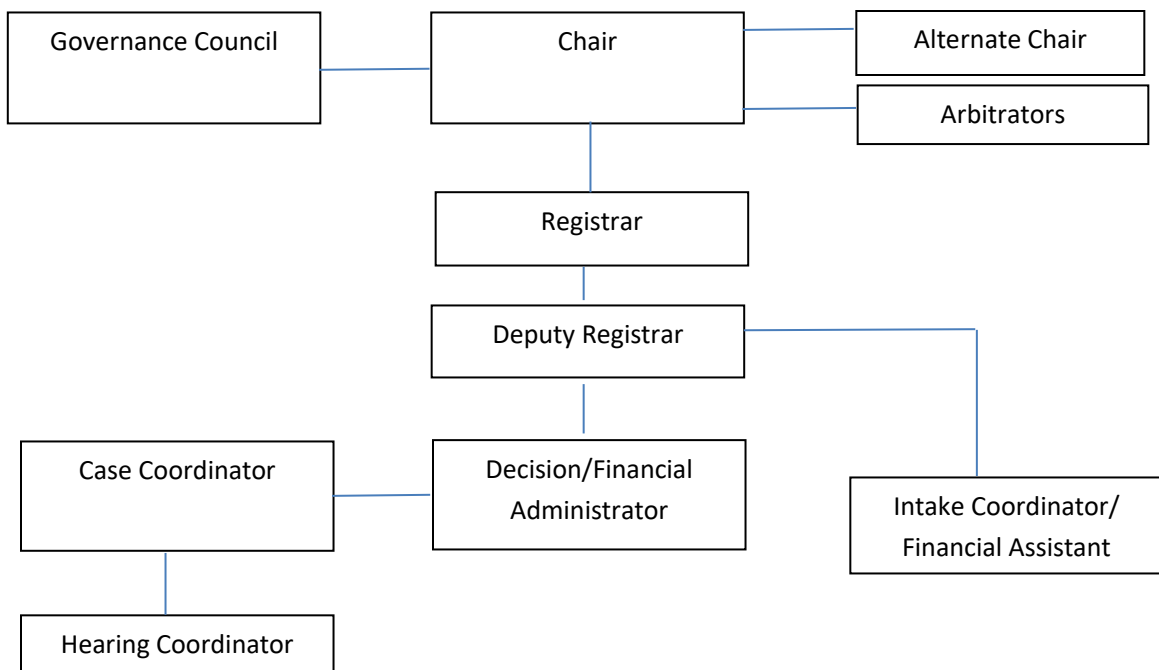 Governance Council
Chair
Alternate Chair
Arbitrators
Registrar
Deputy Registrar
Case Coordinator
Decision/Financial
Administrator
Intake Coordinator/
Financial Assistant
Hearing Coordinator